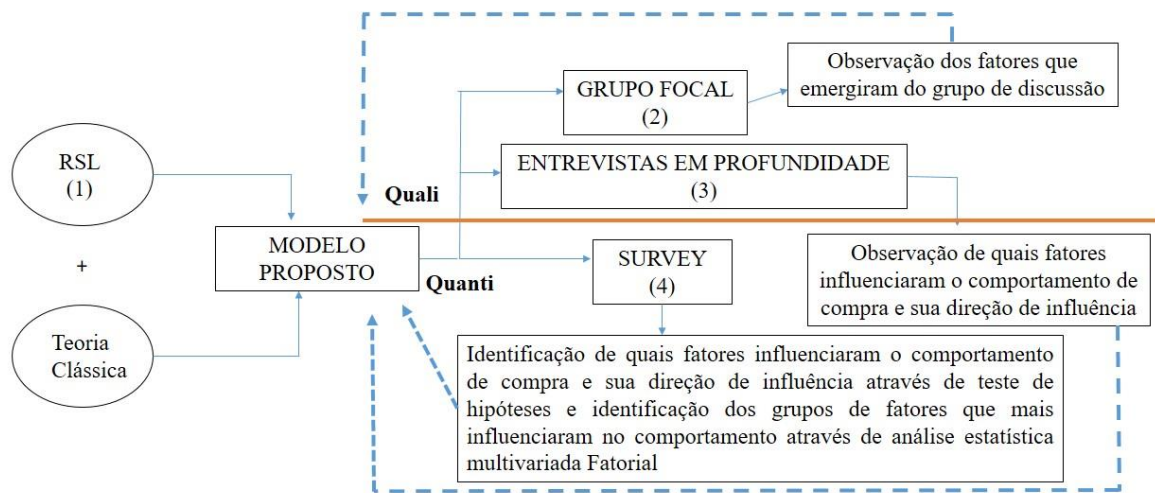 RSL
(1)
+
Teoria
Clássica
MODELO
PROPOSTO
Quali
Quanti
GRUPO FOCAL
(2)
Observação dos fatores que
emergiram do grupo de discussão
ENTREVISTAS EM PROFUNDIDADE
(3)
Observação de quais fatores
influenciaram o comportamento de
compra e sua direção de influência
SURVEY
(4)
Identificação de quais fatores influenciaram o comportamento
de compra e sua direção de influência através de teste de
hipóteses e identificação dos grupos de fatores que mais
influenciaram no comportamento através de análise estatística
multivariada Fatorial